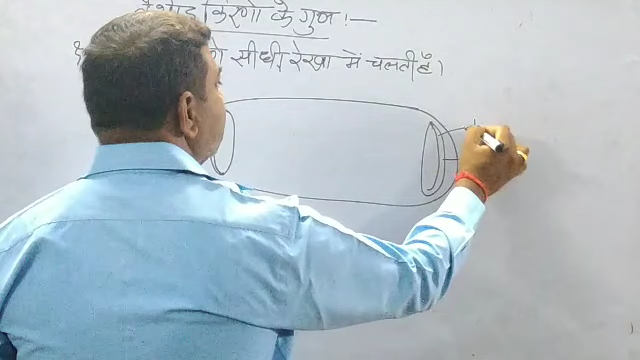 कैथोड किरणों के गुण :—
सीधी रेखा में चलती हैं।